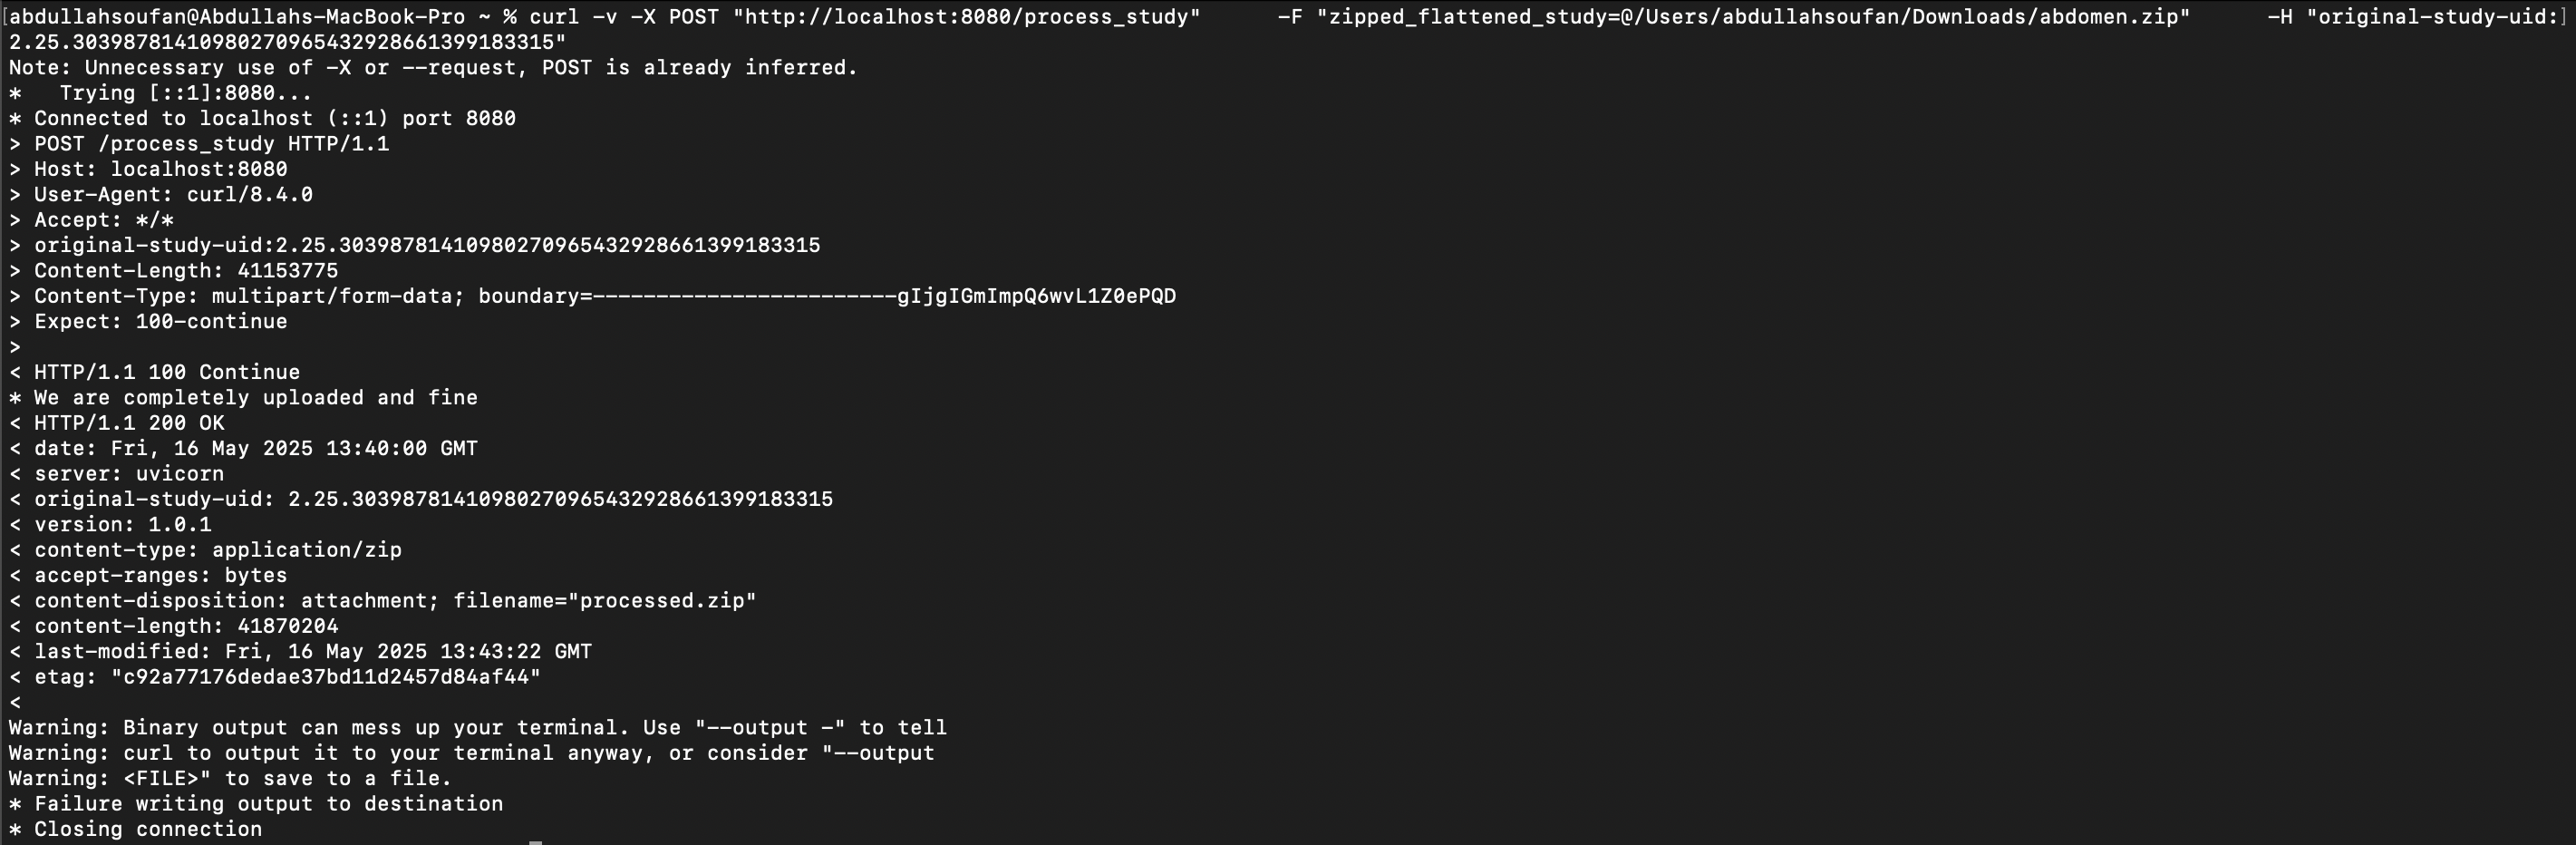 [abdullahsoufan@Abdullahs-MacBook-Pro ~ % curl -v -X POST "http://localhost:8080/process_study"      -F "zipped_flattened_study=@/Users/abdullahsoufan/Downloads/abdomen.zip"      -H "original-study-uid:]
2.25.303987814109802709654329286613991​83315"
Note: Unnecessary use of -X or --request, POST is already inferred.
*   Trying [::1]:8080...
* Connected to localhost (::1) port 8080
> POST /process_study HTTP/1.1
> Host: localhost:8080
> User-Agent: curl/8.4.0
> Accept: */*
> original-study-uid:2.25.303987814109802709654329286613991​83315
> Content-Length: 41153775
> Content-Type: multipart/form-data; boundary=------------------------gIjgIGmImpQ6wvL1Z0ePQD
> Expect: 100-continue
>
< HTTP/1.1 100 Continue
* We are completely uploaded and fine
< HTTP/1.1 200 OK
< date: Fri, 16 May 2025 13:40:00 GMT
< server: uvicorn
< original-study-uid: 2.25.303987814109802709654329286613991​83315
< version: 1.0.1
< content-type: application/zip
< accept-ranges: bytes
< content-disposition: attachment; filename="processed.zip"
< content-length: 41870204
< last-modified: Fri, 16 May 2025 13:43:22 GMT
< etag: "c92a77176dedae37bd11d2457d84af44"
<
Warning: Binary output can mess up your terminal. Use "--output -" to tell
Warning: curl to output it to your terminal anyway, or consider "--output
Warning: <FILE>" to save to a file.
* Failure writing output to destination
* Closing connection